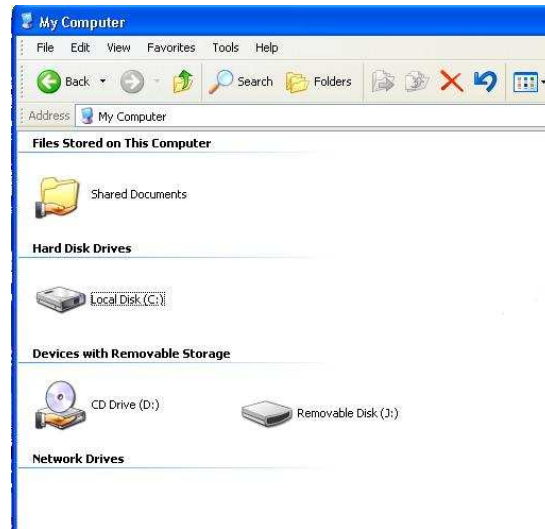 My Computer
File Edit View Favorites Tools Help
Back Search Folders
Address My Computer
Files Stored on This Computer
Shared Documents
Hard Disk Drives
Local Disk (C:)
Devices with Removable Storage
CD Drive (D:) Removable Disk (J:)
Network Drives